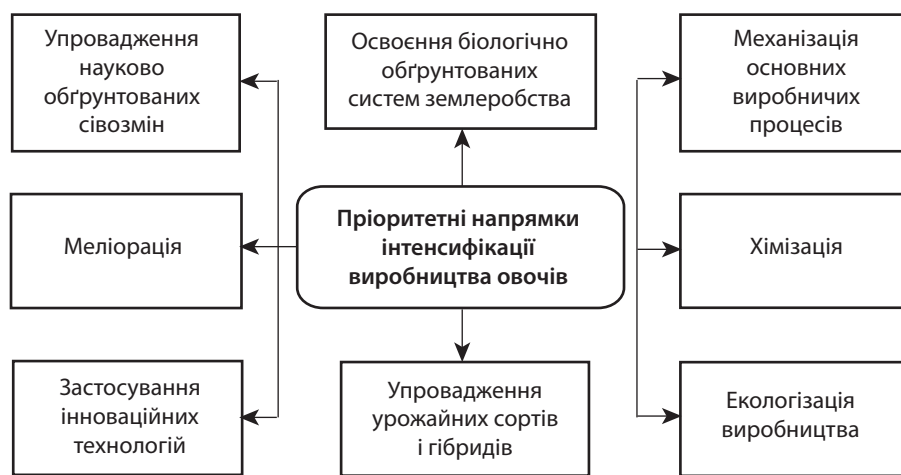 Упровадження
науково
обґрунтованих
сівозмін
Освоєння біологічно
обґрунтованих
систем землеробства
Механізація
основних
виробничих
процесів
Меліорація
Пріоритетні напрямки
інтенсифікації
виробництва овочів
Хімізація
Застосування
інноваційних
технологій
Упровадження
урожайних сортів
і гібридів
Екологізація
виробництва